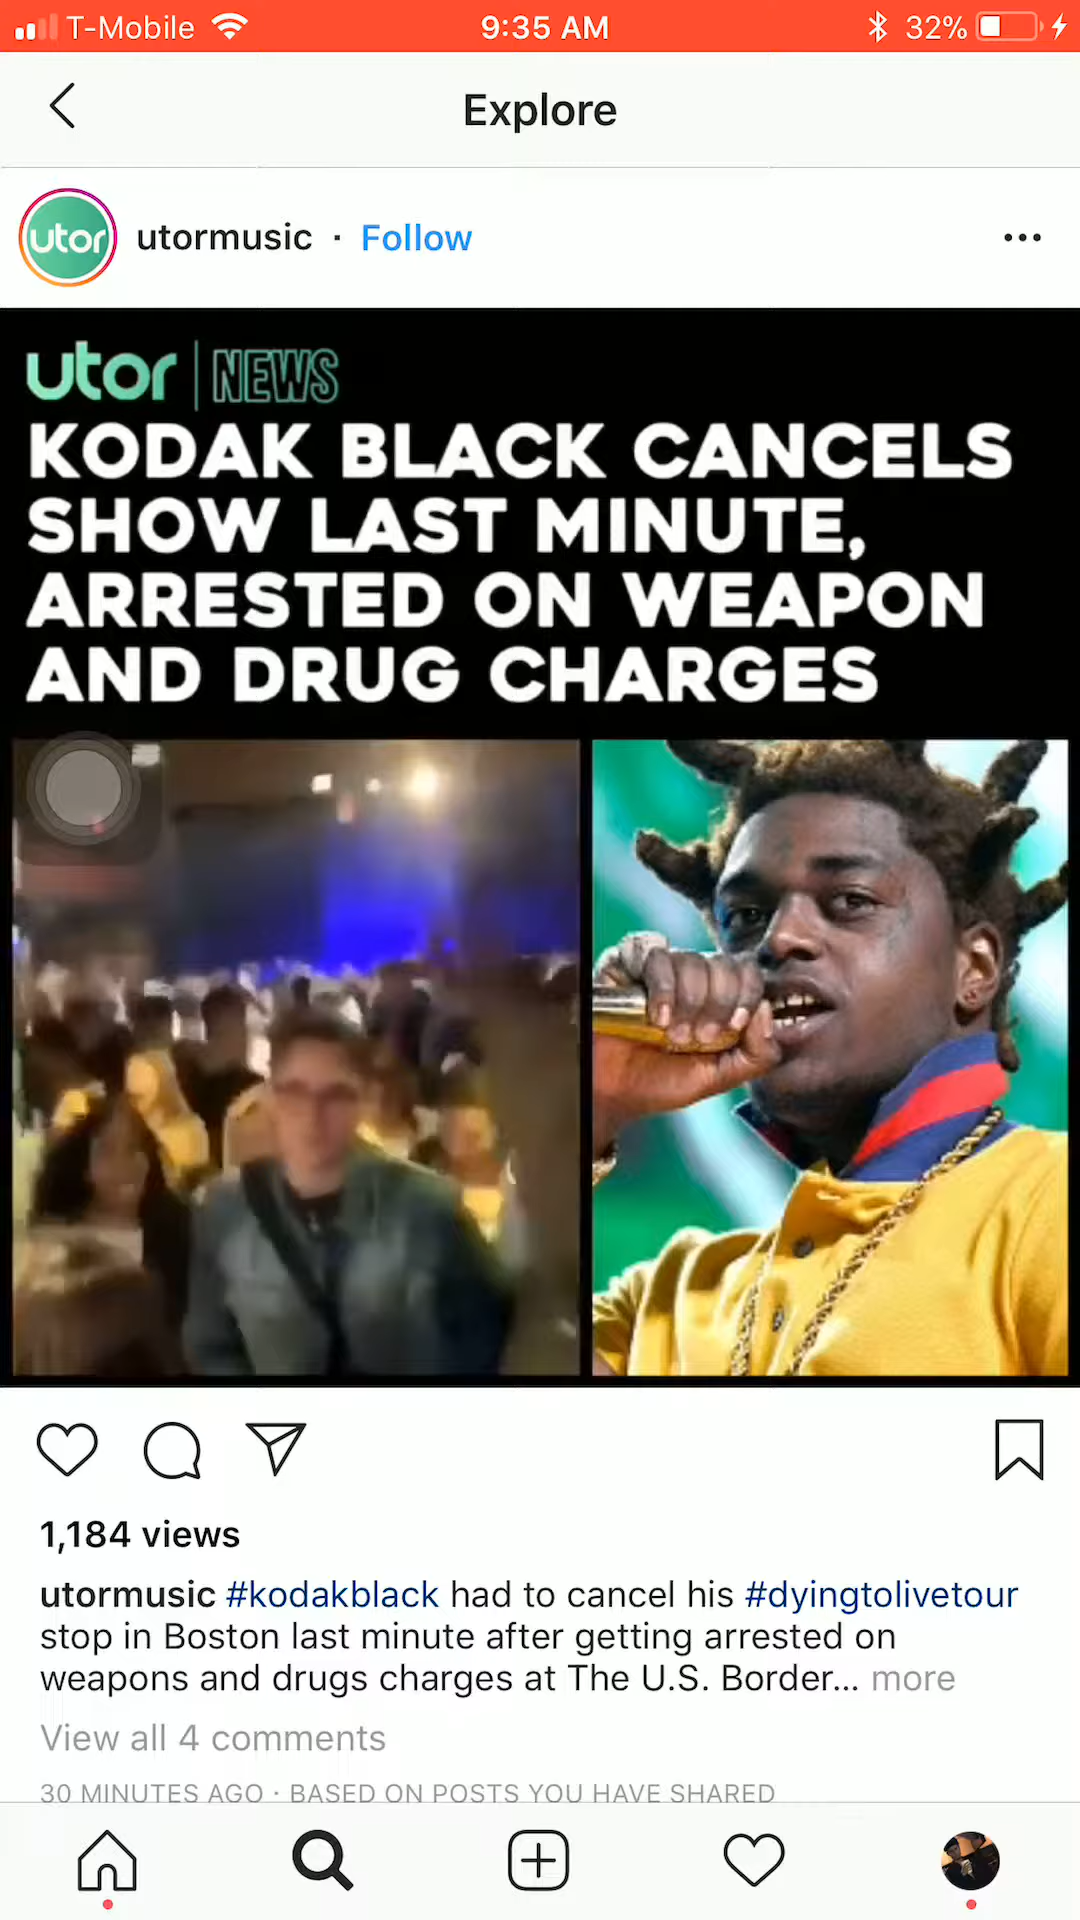 T-Mobile 9:35 AM 32%
Explore
utor utormusic · Follow
utor | NEWS
KODAK BLACK CANCELS
SHOW LAST MINUTE,
ARRESTED ON WEAPON
AND DRUG CHARGES
1,184 views
utormusic #kodakblack had to cancel his #dyingtolivetour
stop in Boston last minute after getting arrested on
weapons and drugs charges at The U.S. Border... more
View all 4 comments
30 MINUTES AGO · BASED ON POSTS YOU HAVE SHARED